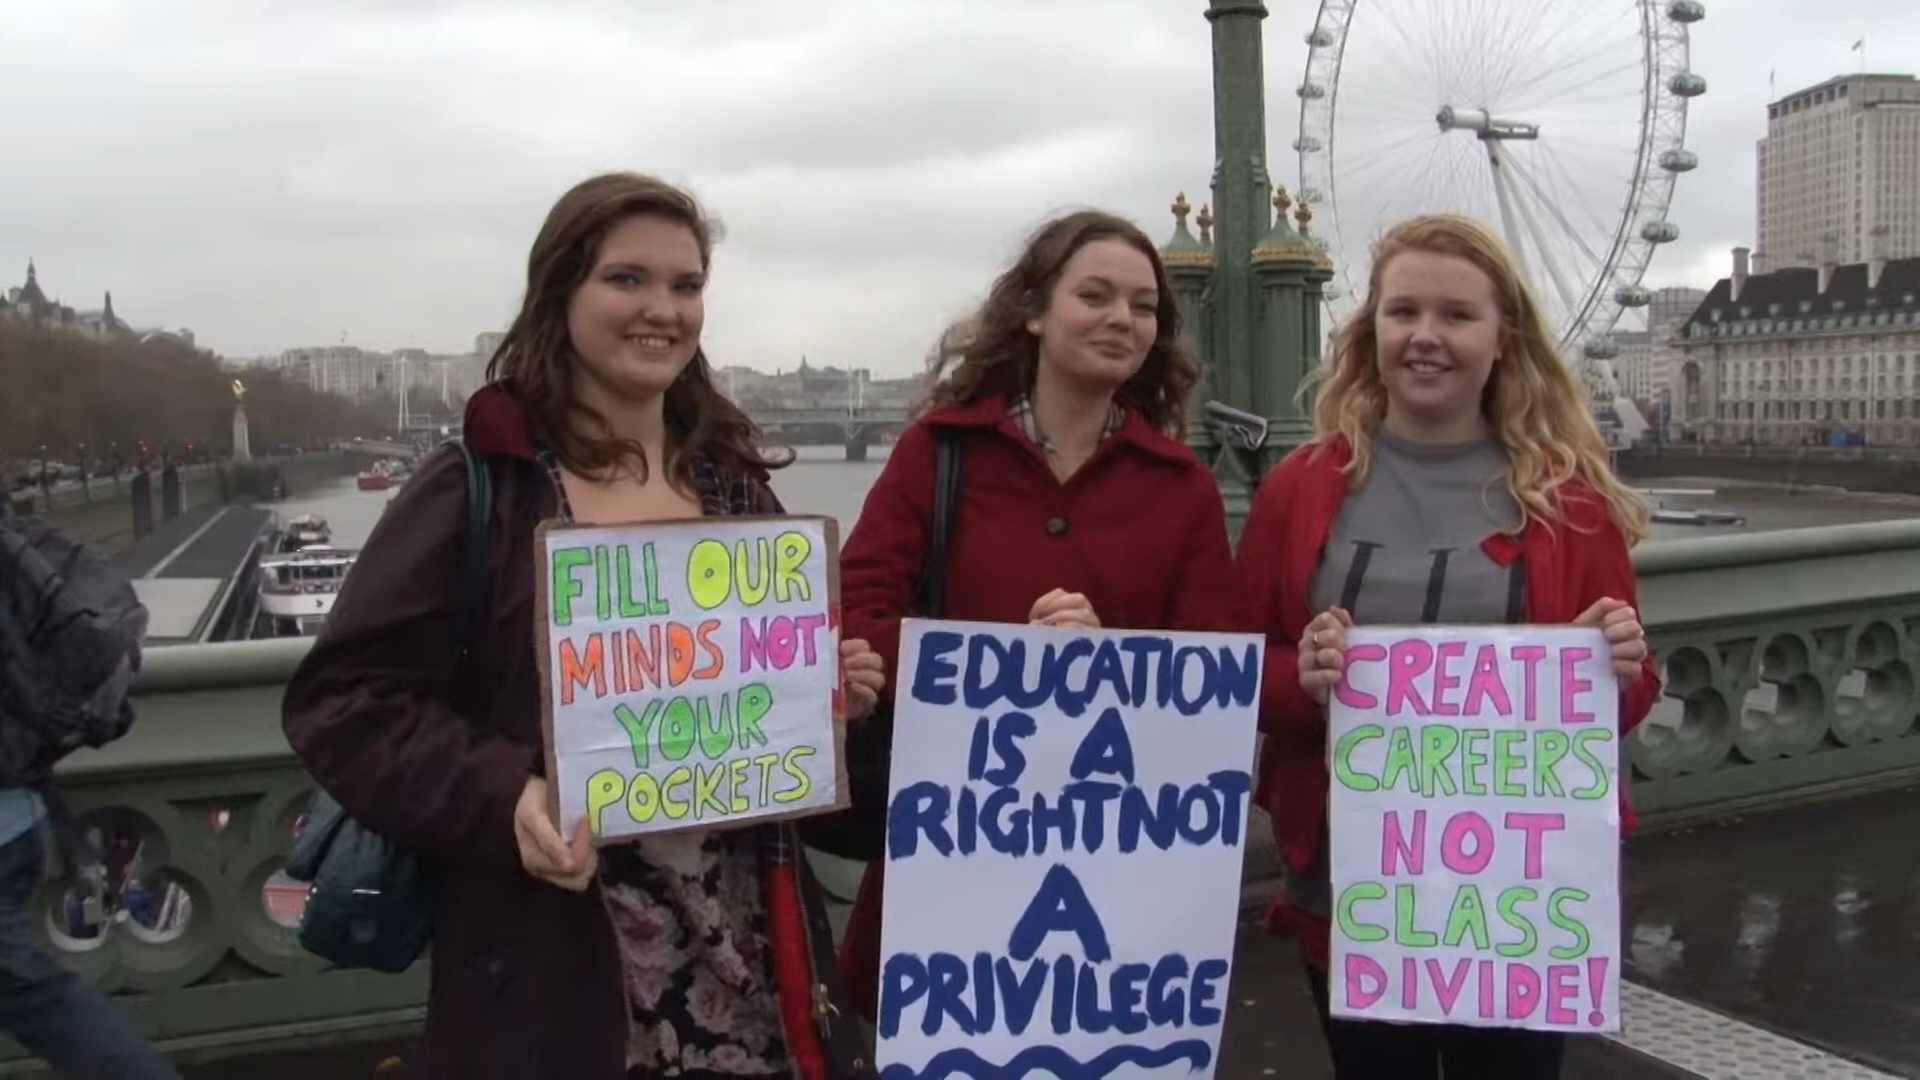 FILL OUR
MINDS NOT
YOUR
POCKETS
EDUCATION
IS A
RIGHT NOT
A
PRIVILEGE
CREATE
CAREERS
NOT
CLASS
DIVIDE!